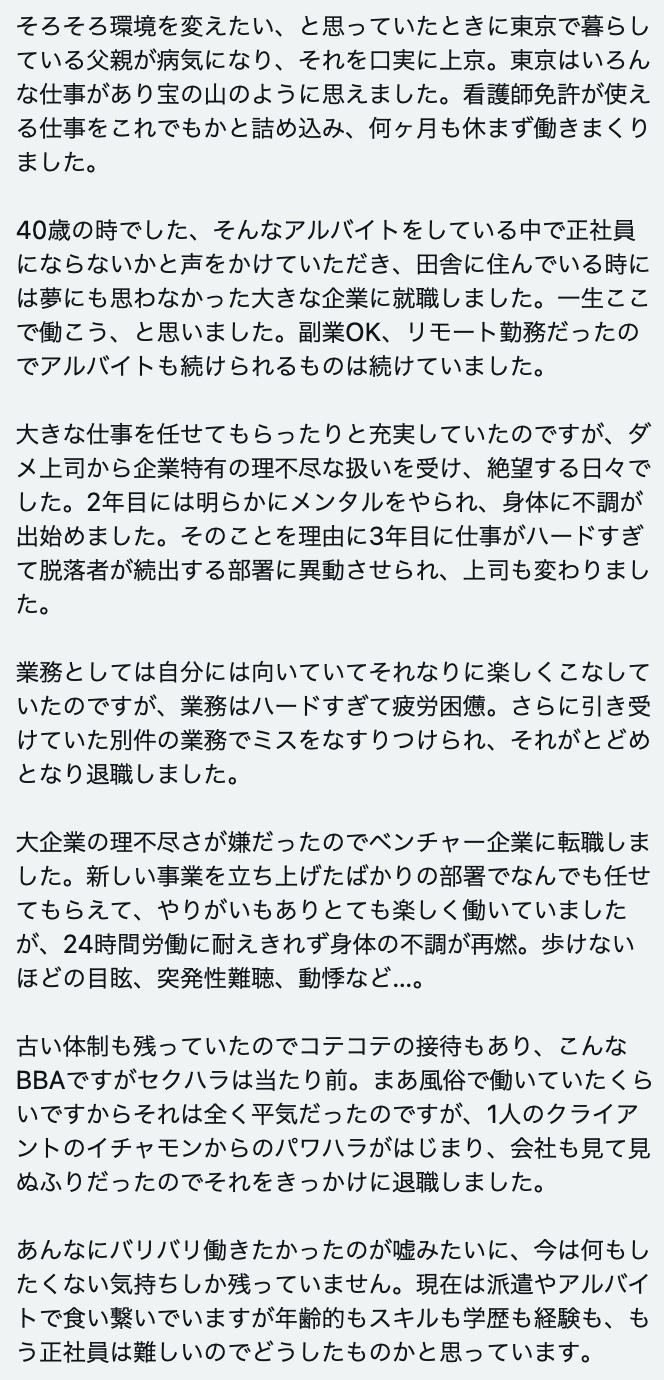 そろそろ環境を変えたい、と思っていたときに東京で暮らし
ている父親が病気になり、それを口実に上京。東京はいろん
な仕事があり宝の山のように思えました。看護師免許が使え
る仕事をこれでもかと詰め込み、何ヶ月も休まず働きまくり
ました。
40歳の時でした、そんなアルバイトをしている中で正社員
にならないかと声をかけていただき、田舎に住んでいる時に
は夢にも思わなかった大きな企業に就職しました。一生ここ
で働こう、と思いました。副業OK、リモート勤務だったの
でアルバイトも続けられるものは続けていました。
大きな仕事を任せてもらったりと充実していたのですが、ダ
メ上司から企業特有の理不尽な扱いを受け、絶望する日々で
した。2年目には明らかにメンタルをやられ、身体に不調が
出始めました。そのことを理由に3年目に仕事がハードすぎ
て脱落者が続出する部署に異動させられ、上司も変わりまし
た。
業務としては自分には向いていてそれなりに楽しくこなして
いたのですが、業務はハードすぎて疲労困憊。さらに引き受
けていた別件の業務でミスをなすりつけられ、それがとどめ
となり退職しました。
大企業の理不尽さが嫌だったのでベンチャー企業に転職しま
した。新しい事業を立ち上げたばかりの部署でなんでも任せ
てもらえて、やりがいもありとても楽しく働いていました
が、24時間労働に耐えきれず身体の不調が再燃。歩けない
ほどの目眩、突発性難聴、動悸など…。
古い体制も残っていたのでコテコテの接待もあり、こんな
BBAですがセクハラは当たり前。まあ風俗で働いていたくら
いですからそれは全く平気だったのですが、1人のクライア
ントのイチャモンからのパワハラがはじまり、会社も見て見
ぬふりだったのでそれをきっかけに退職しました。
あんなにバリバリ働きたかったのが嘘みたいに、今は何もし
たくない気持ちしか残っていません。現在は派遣やアルバイ
トで食い繋いでいますが年齢的もスキルも学歴も経験も、も
う正社員は難しいのでどうしたものかと思っています。